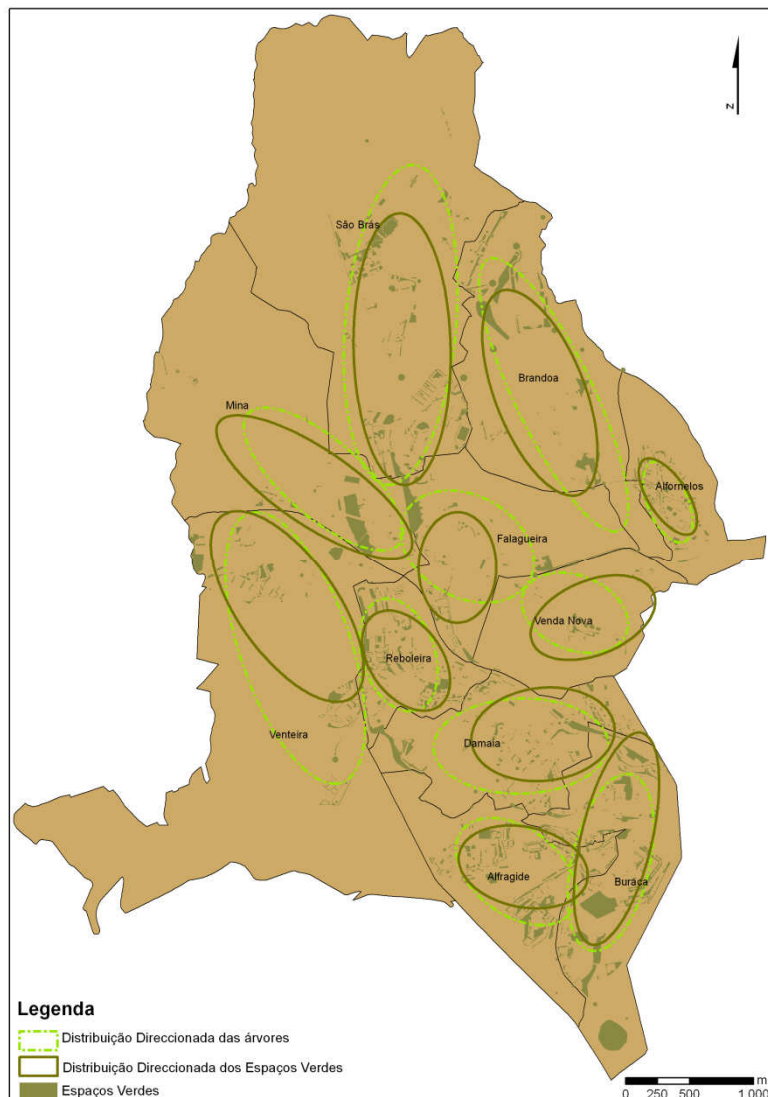 N
São Brás
Brandoa
Mina
Alfornelos
Falagueira
Venda Nova
Reboleira
Venteira
Damaia
Alfragide
Buraca
Legenda
Distribuição Direccionada das árvores
Distribuição Direccionada dos Espaços Verdes
Espaços Verdes
m
0 250 500 1.000